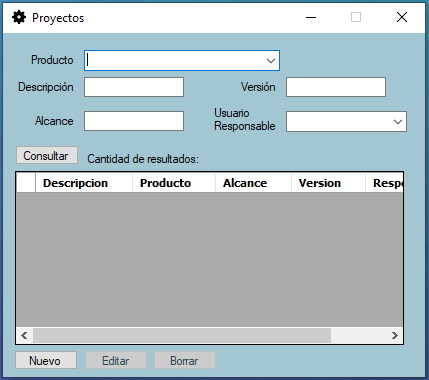 Proyectos
Producto
Descripción
Versión
Alcance
Usuario
Responsable
Consultar
Cantidad de resultados:
Descripcion Producto Alcance Version Respo
Nuevo Editar Borrar